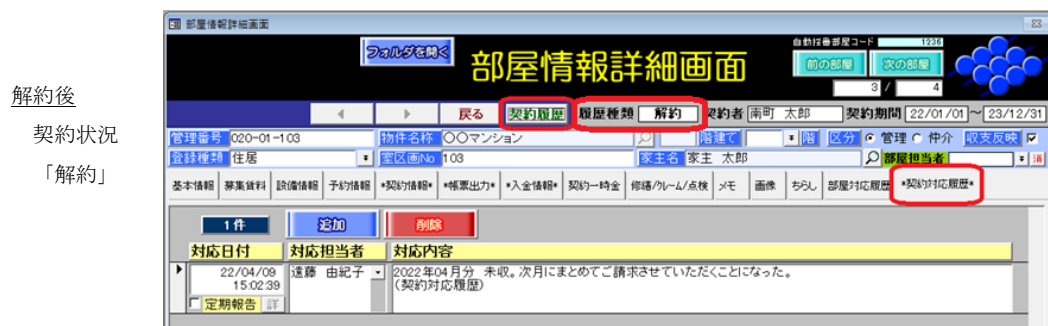 部屋情報詳細画面
フォルダを開く
部屋情報詳細画面
自動採番部屋コード 1236
前の部屋 次の部屋
3 / 4
解約後
契約状況
「解約」
戻る 契約履歴 履歴種類 解約 契約者 南町 太郎 契約期間 22/01/01 ~ 23/12/31
管理番号 020-01-103 物件名称 〇〇マンション 階建て 階 区分 管理 仲介 収支反映
登録種類 住居 室区画No 103 家主名 家主 太郎 部屋担当者 消
基本情報 募集賃料 設備情報 予約情報 *契約情報* *帳票出力* *入金情報* 契約一時金 修繕/クレーム/点検 メモ 画像 ちらし 部屋対応履歴 *契約対応履歴*
1件 追加 削除
対応日付 対応担当者 対応内容
22/04/09 遠藤 由紀子 2022年04月分 未収。次月にまとめてご請求させていただくことになった。
15:02:39 (契約対応履歴)
定期報告 詳